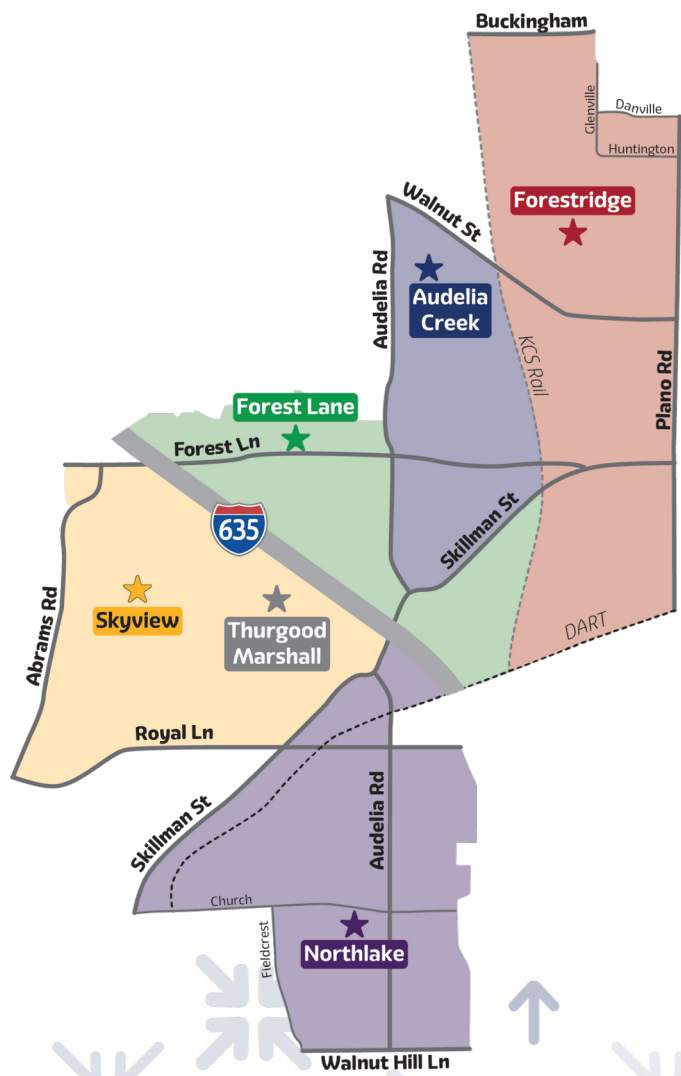 Buckingham
Glenville
Danville
Huntington
Walnut St
Forestridge
Audelia Rd
Audelia
Creek
KCS Rail
Plano Rd
Forest Lane
Forest Ln
Skillman St
635
Abrams Rd
Skyview
Thurgood
Marshall
DART
Royal Ln
Skillman St
Audelia Rd
Church
Fieldcrest
Northlake
Walnut Hill Ln